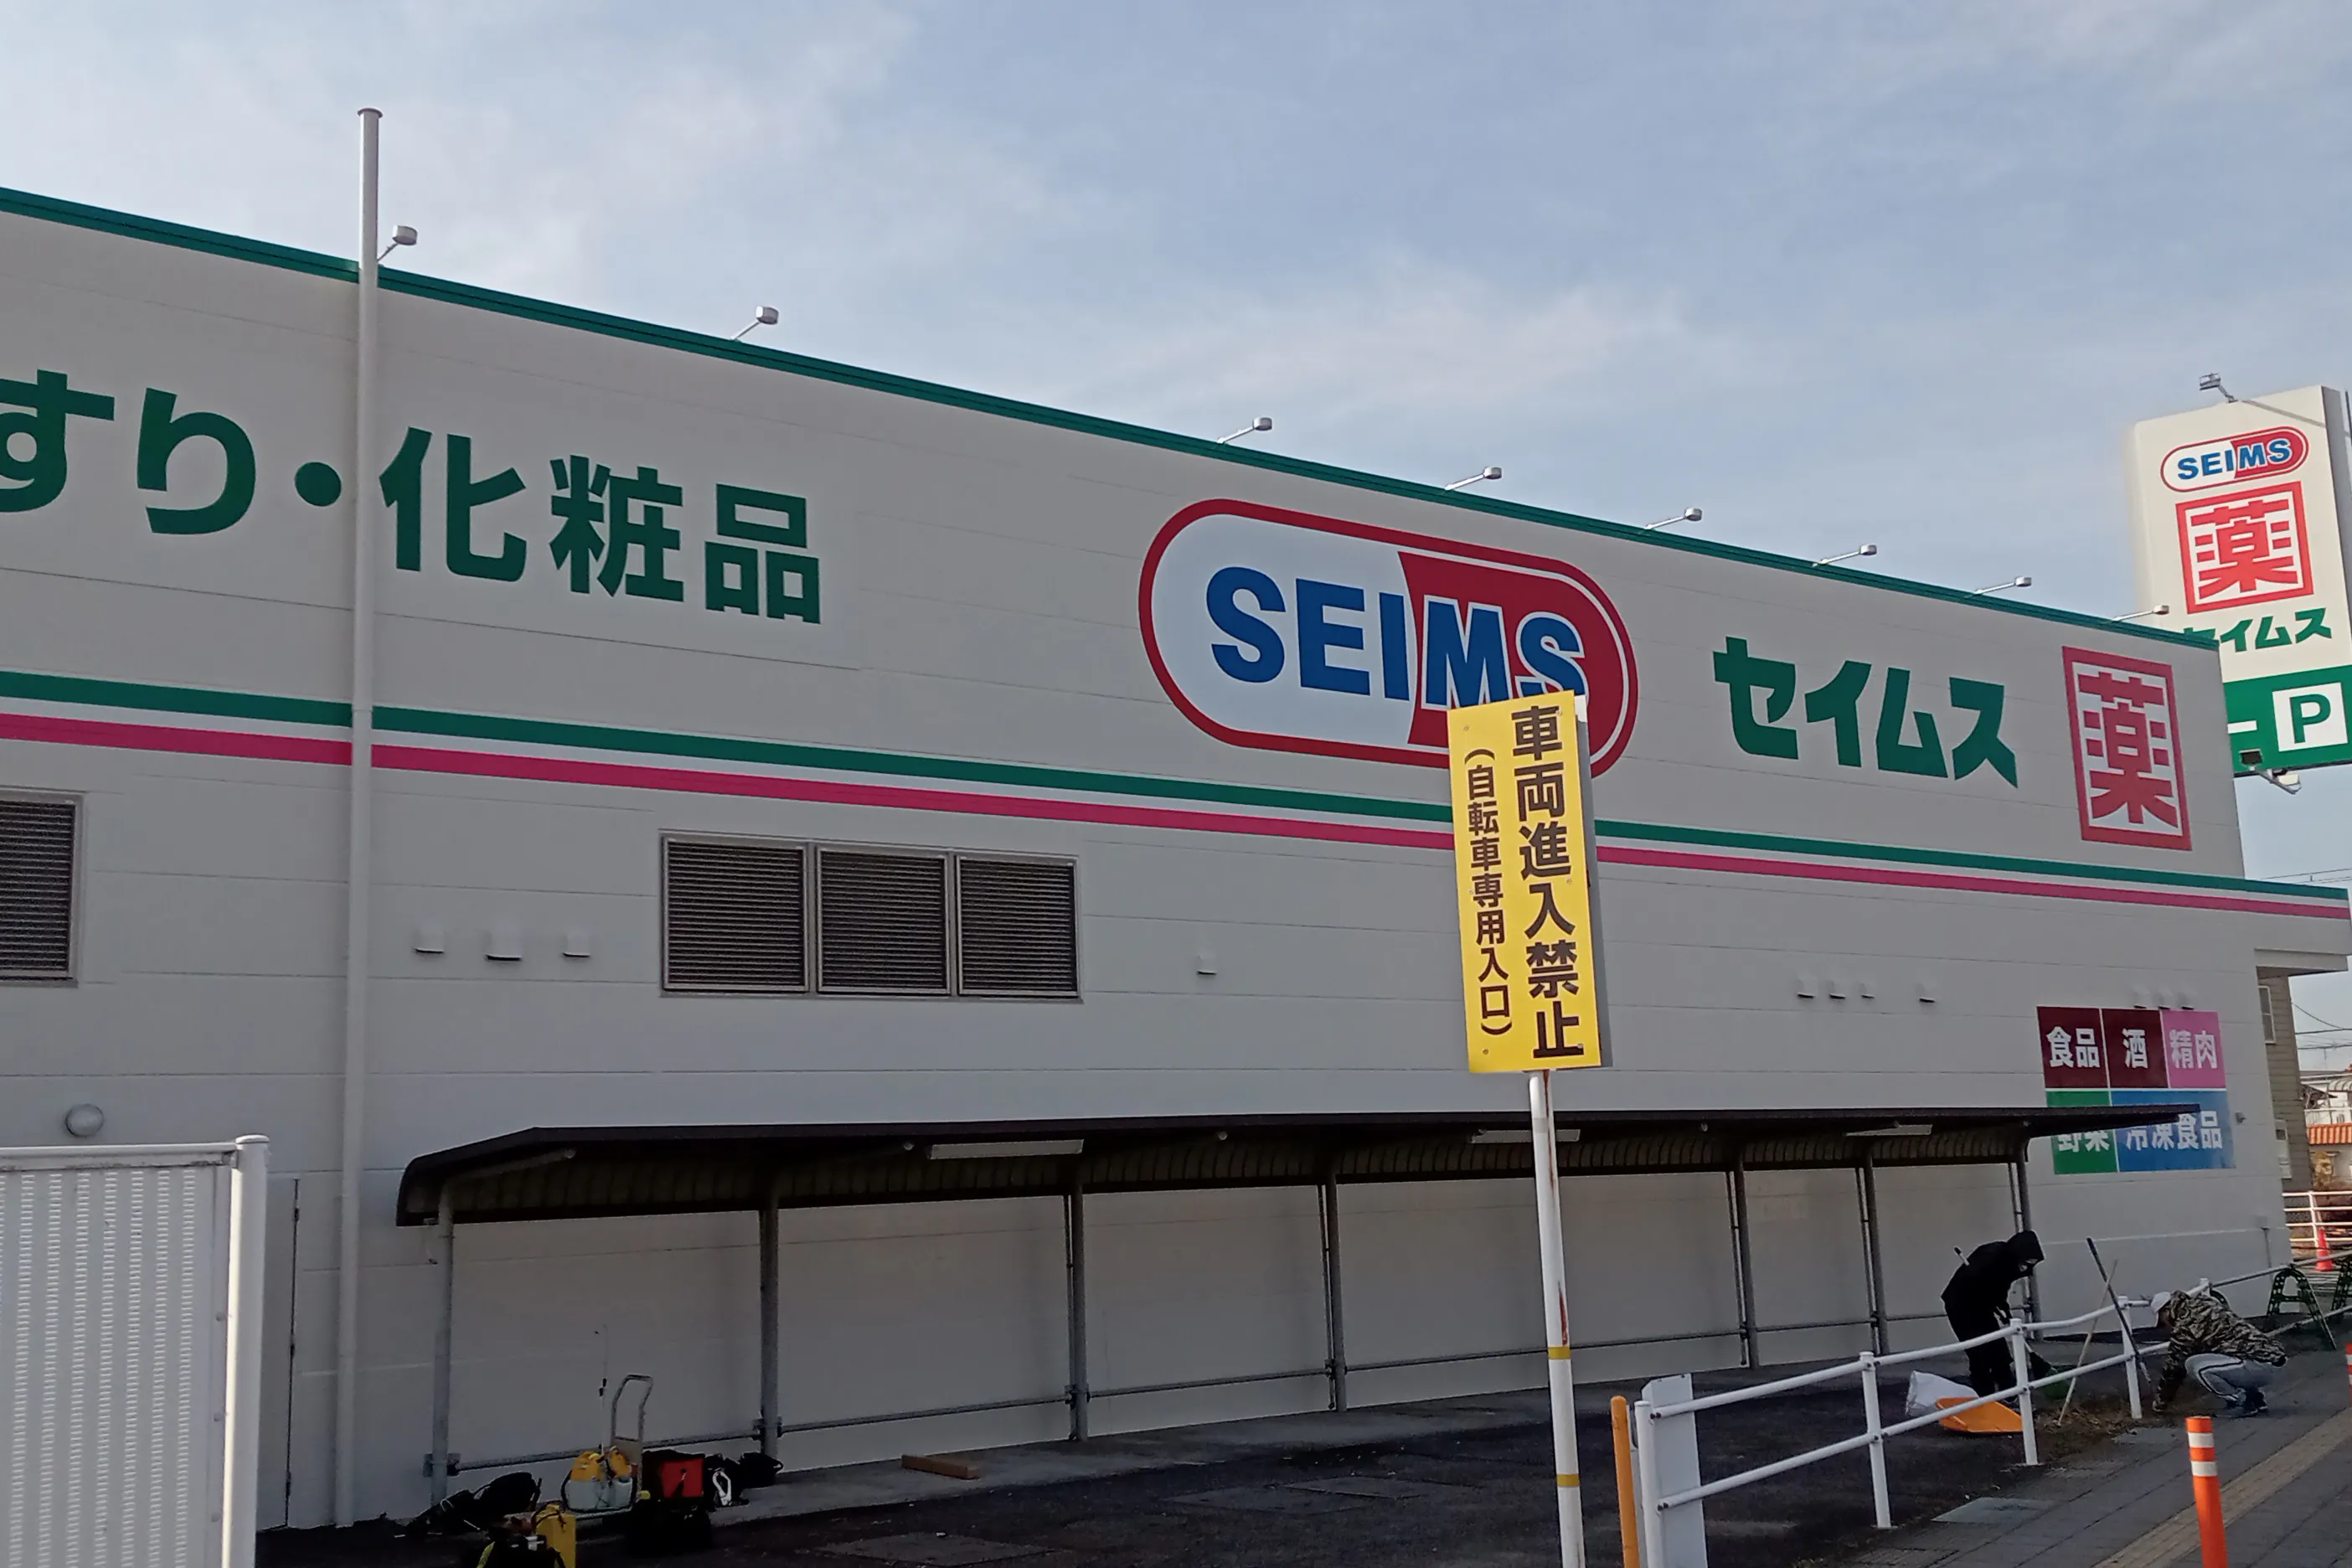 すり・化粧品
SEIMS
セイムス
薬
SEIMS
薬
セイムス
P
車両進入禁止
（自転車専用入口）
食品 酒 精肉
野菜 冷凍食品